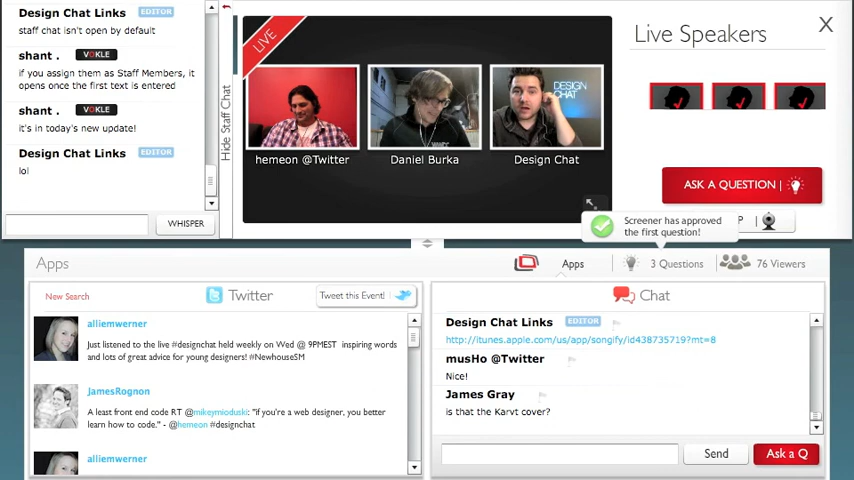 Design Chat Links EDITOR
staff chat isn't open by default
shant . VOKLE
if you assign them as Staff Members, it
opens once the first text is entered
shant . VOKLE
it's in today's new update!
Design Chat Links EDITOR
lol
WHISPER
Hide Staff Chat
LIVE
DESIGN
CHAT
hemeon @Twitter
Daniel Burka
Design Chat
Live Speakers
X
ASK A QUESTION |
P
Screener has approved
the first question!
Apps
Apps
3 Questions
76 Viewers
New Search
Twitter
Tweet this Event!
alliemwerner
Just listened to the live #designchat held weekly on Wed @ 9PMEST inspiring words
and lots of great advice for young designers! #NewhouseSM
JamesRognon
A least front end code RT @mikeymioduski: "if you're a web designer, you better
learn how to code." - @hemeon #designchat
alliemwerner
Chat
Design Chat Links EDITOR
http://itunes.apple.com/us/app/songify/id438735719?mt=8
musHo @Twitter
Nice!
James Gray
is that the Karvt cover?
Send
Ask a Q